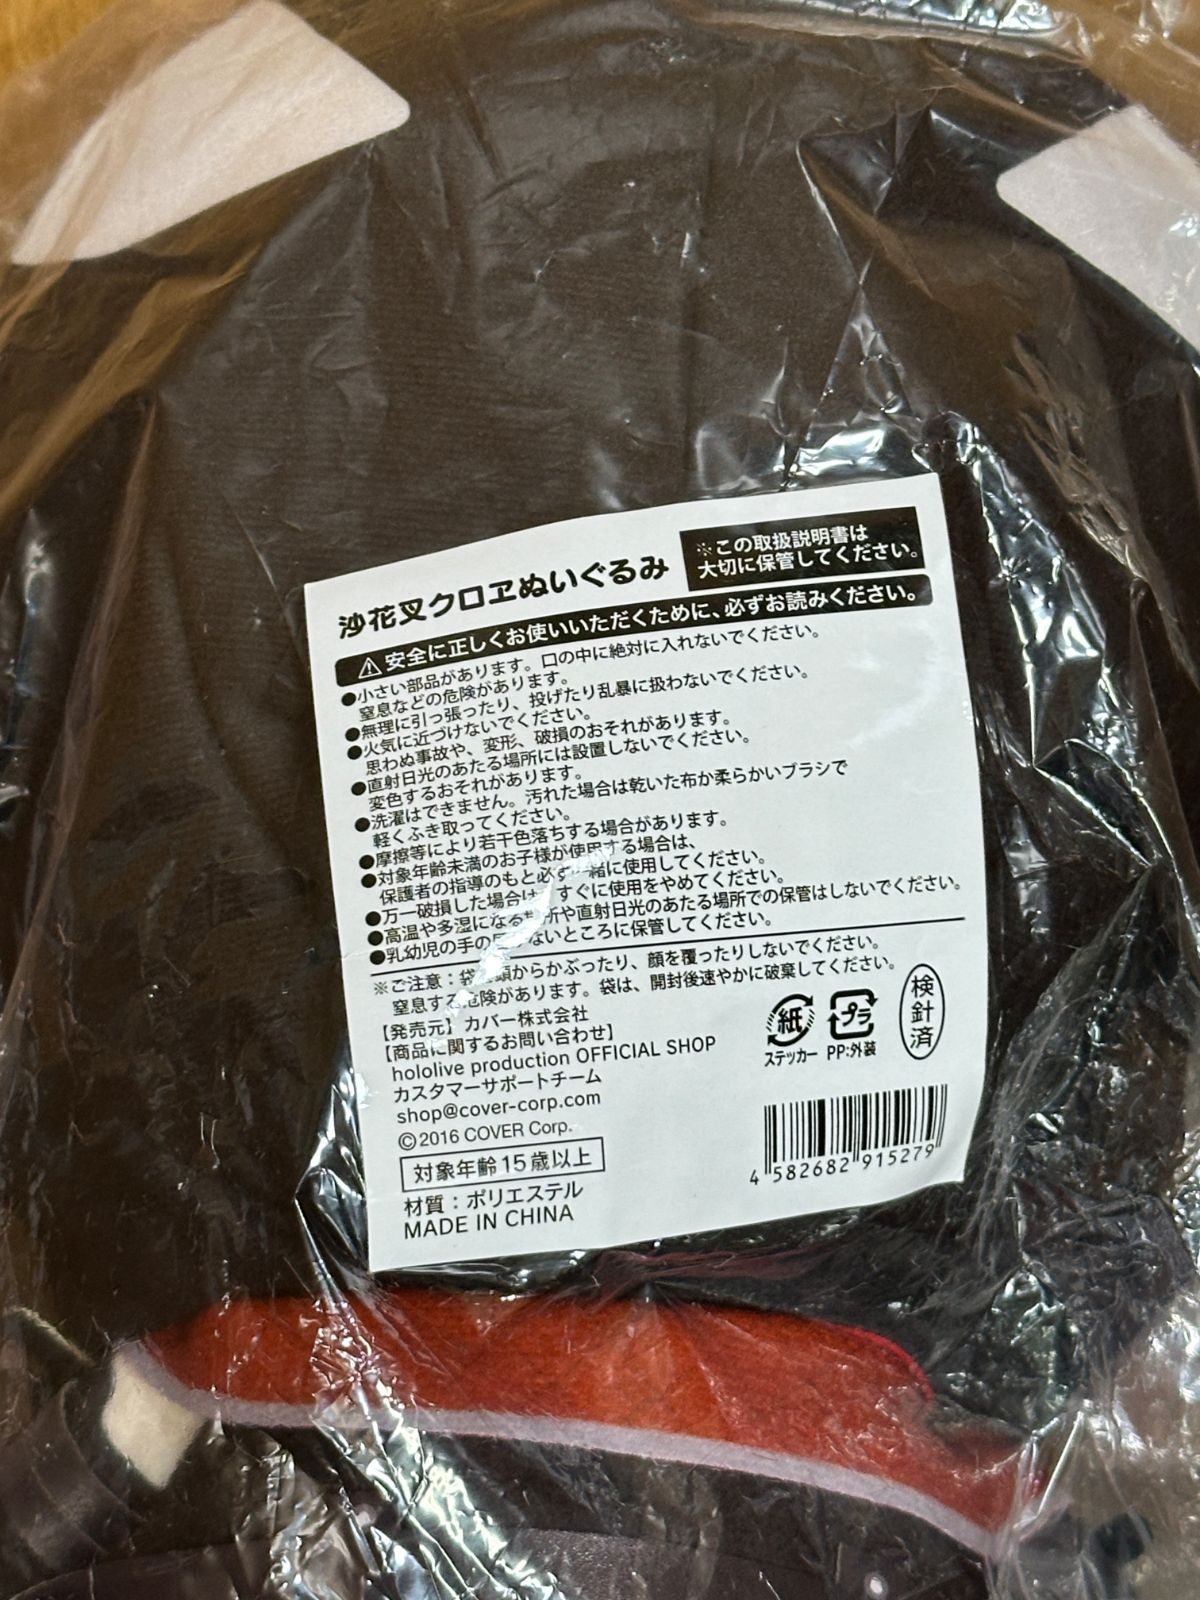 沙花叉クロヱぬいぐるみ
※この取扱説明書は
大切に保管してください。
⚠安全に正しくお使いいただくために、必ずお読みください。
●小さい部品があります。口の中に絶対に入れないでください。
窒息などの危険があります。
●無理に引っ張ったり、投げたり乱暴に扱わないでください。
●火気に近づけないでください。
思わぬ事故や、変形、破損のおそれがあります。
●直射日光のあたる場所には設置しないでください。
変色するおそれがあります。
●洗濯はできません。汚れた場合は乾いた布か柔らかいブラシで
軽くふき取ってください。
●摩擦等により若干色落ちする場合があります。
●対象年齢未満のお子様が使用する場合は、
保護者の指導のもと必ず一緒に使用してください。
●万一破損した場合は、すぐに使用をやめてください。
●高温や多湿になる場所や直射日光のあたる場所での保管はしないでください。
●乳幼児の手の届かないところに保管してください。
※ご注意：袋を頭からかぶったり、顔を覆ったりしないでください。
窒息する危険があります。袋は、開封後速やかに破棄してください。
【発売元】カバー株式会社
【商品に関するお問い合わせ】
hololive production OFFICIAL SHOP
カスタマーサポートチーム
shop@cover-corp.com
©2016 COVER Corp.
対象年齢15歳以上
材質：ポリエステル
MADE IN CHINA
紙
ステッカー
プラ
PP:外装
検針済
4 582682 915279